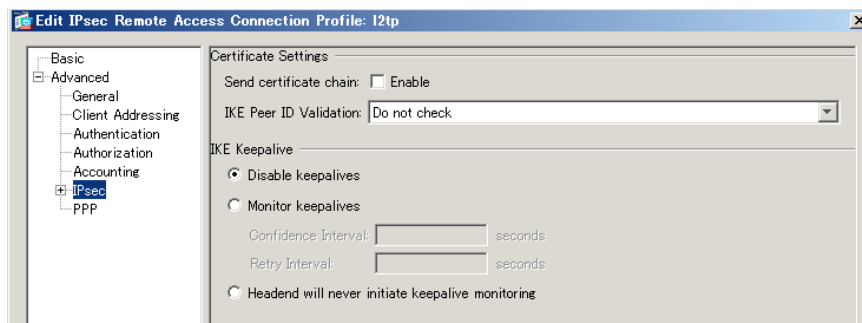 Edit IPsec Remote Access Connection Profile: l2tp
Basic
Advanced
General
Client Addressing
Authentication
Authorization
Accounting
IPsec
PPP
Certificate Settings
Send certificate chain: Enable
IKE Peer ID Validation: Do not check
IKE Keepalive
Disable keepalives
Monitor keepalives
Confidence Interval: seconds
Retry Interval: seconds
Headend will never initiate keepalive monitoring